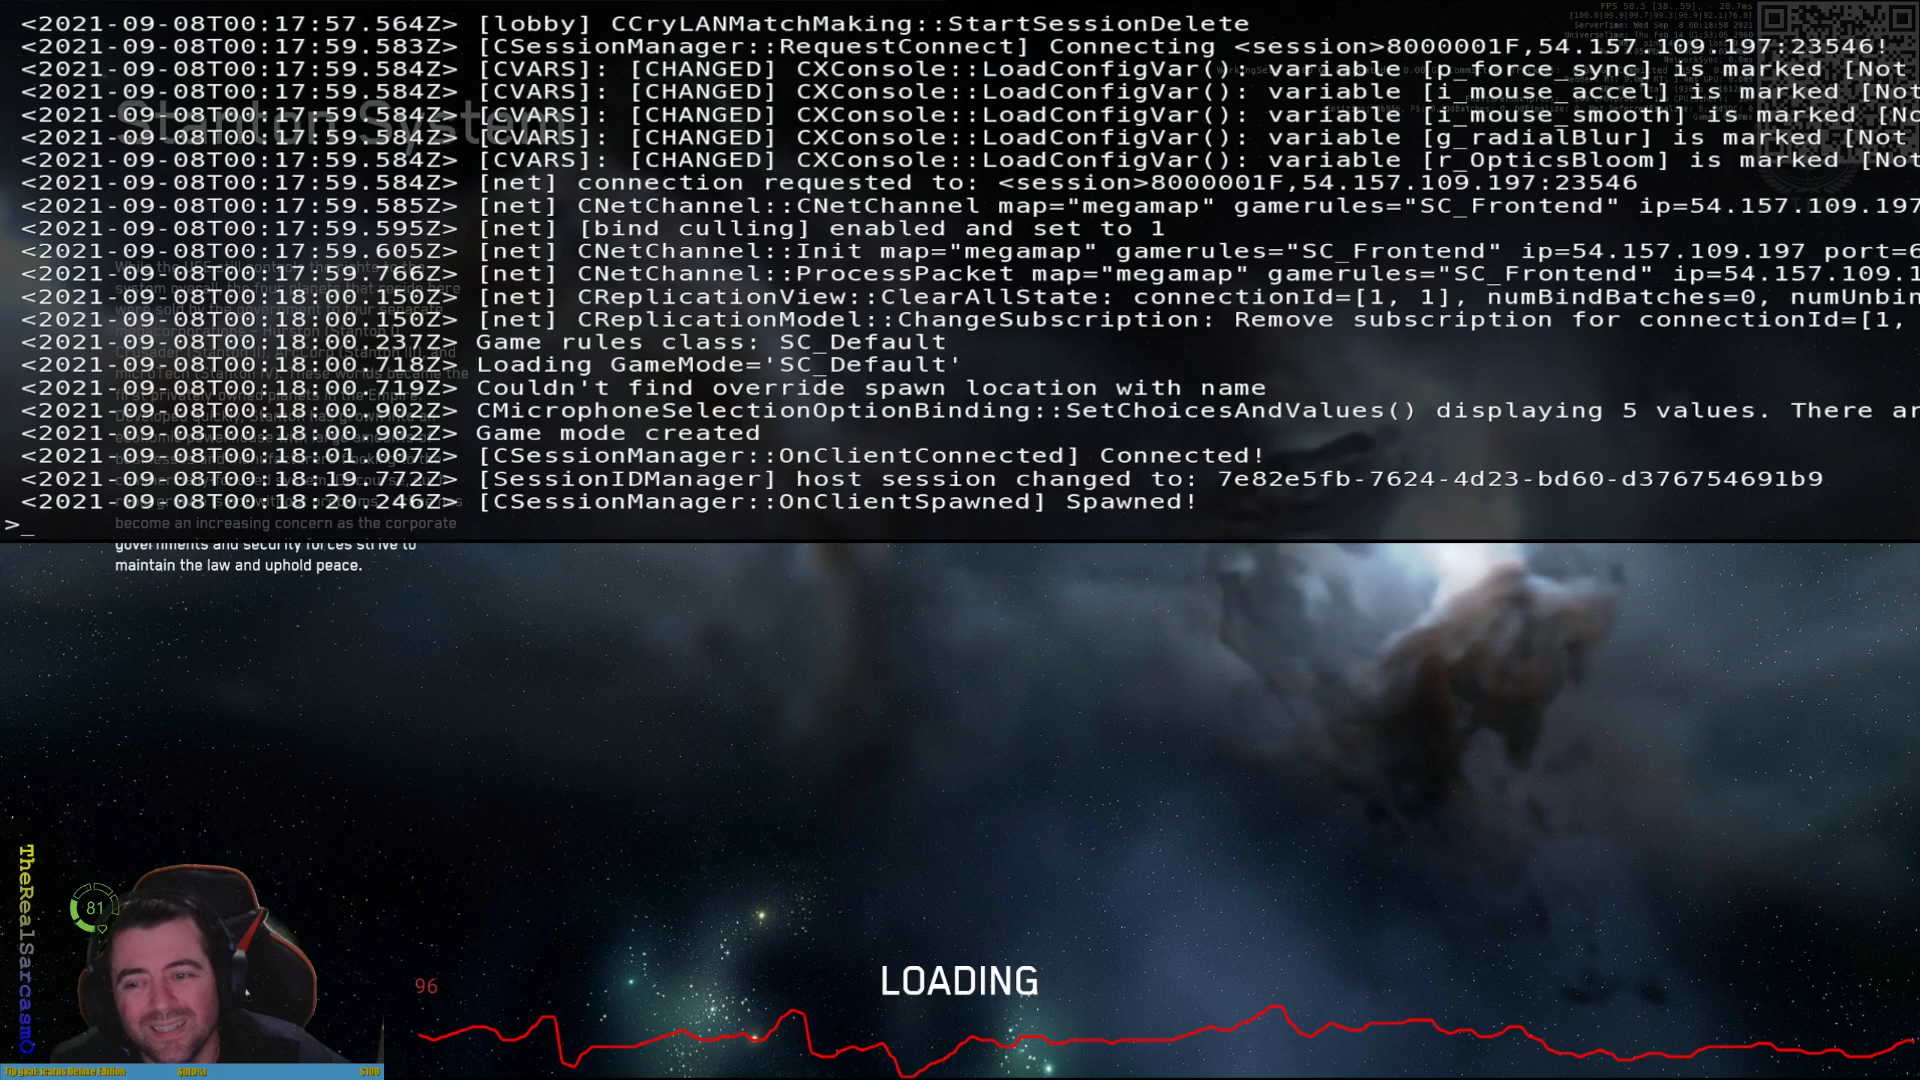 <2021-09-08T00:17:57.564Z> [lobby] CCryLANMatchMaking::StartSessionDelete
<2021-09-08T00:17:59.583Z> [CSessionManager::RequestConnect] Connecting <session>8000001F,54.157.109.197:23546!
<2021-09-08T00:17:59.584Z> [CVARS]: [CHANGED] CXConsole::LoadConfigVar(): variable [p_force_sync] is marked [Not
<2021-09-08T00:17:59.584Z> [CVARS]: [CHANGED] CXConsole::LoadConfigVar(): variable [i_mouse_accel] is marked [Not
<2021-09-08T00:17:59.584Z> [CVARS]: [CHANGED] CXConsole::LoadConfigVar(): variable [i_mouse_smooth] is marked [No
<2021-09-08T00:17:59.584Z> [CVARS]: [CHANGED] CXConsole::LoadConfigVar(): variable [g_radialBlur] is marked [Not
<2021-09-08T00:17:59.584Z> [CVARS]: [CHANGED] CXConsole::LoadConfigVar(): variable [r_OpticsBloom] is marked [Not
<2021-09-08T00:17:59.584Z> [net] connection requested to: <session>8000001F,54.157.109.197:23546
<2021-09-08T00:17:59.585Z> [net] CNetChannel::CNetChannel map="megamap" gamerules="SC_Frontend" ip=54.157.109.197
<2021-09-08T00:17:59.595Z> [net] [bind culling] enabled and set to 1
<2021-09-08T00:17:59.605Z> [net] CNetChannel::Init map="megamap" gamerules="SC_Frontend" ip=54.157.109.197 port=6
<2021-09-08T00:17:59.766Z> [net] CNetChannel::ProcessPacket map="megamap" gamerules="SC_Frontend" ip=54.157.109.1
<2021-09-08T00:18:00.150Z> [net] CReplicationView::ClearAllState: connectionId=[1, 1], numBindBatches=0, numUnbin
<2021-09-08T00:18:00.150Z> [net] CReplicationModel::ChangeSubscription: Remove subscription for connectionId=[1,
<2021-09-08T00:18:00.237Z> Game rules class: SC_Default
<2021-09-08T00:18:00.718Z> Loading GameMode='SC_Default'
<2021-09-08T00:18:00.719Z> Couldn't find override spawn location with name
<2021-09-08T00:18:00.902Z> CMicrophoneSelectionOptionBinding::SetChoicesAndValues() displaying 5 values. There ar
<2021-09-08T00:18:00.902Z> Game mode created
<2021-09-08T00:18:01.007Z> [CSessionManager::OnClientConnected] Connected!
<2021-09-08T00:18:19.782Z> [SessionIDManager] host session changed to: 7e82e5fb-7624-4d23-bd60-d376754691b9
<2021-09-08T00:18:20.246Z> [CSessionManager::OnClientSpawned] Spawned!
>_
Stanton System
become an increasing concern as the corporate
governments and security forces strive to
maintain the law and uphold peace.
TheRealSarcasmO
81
96
LOADING
Tip goal: Icarus Deluxe Edition
$100